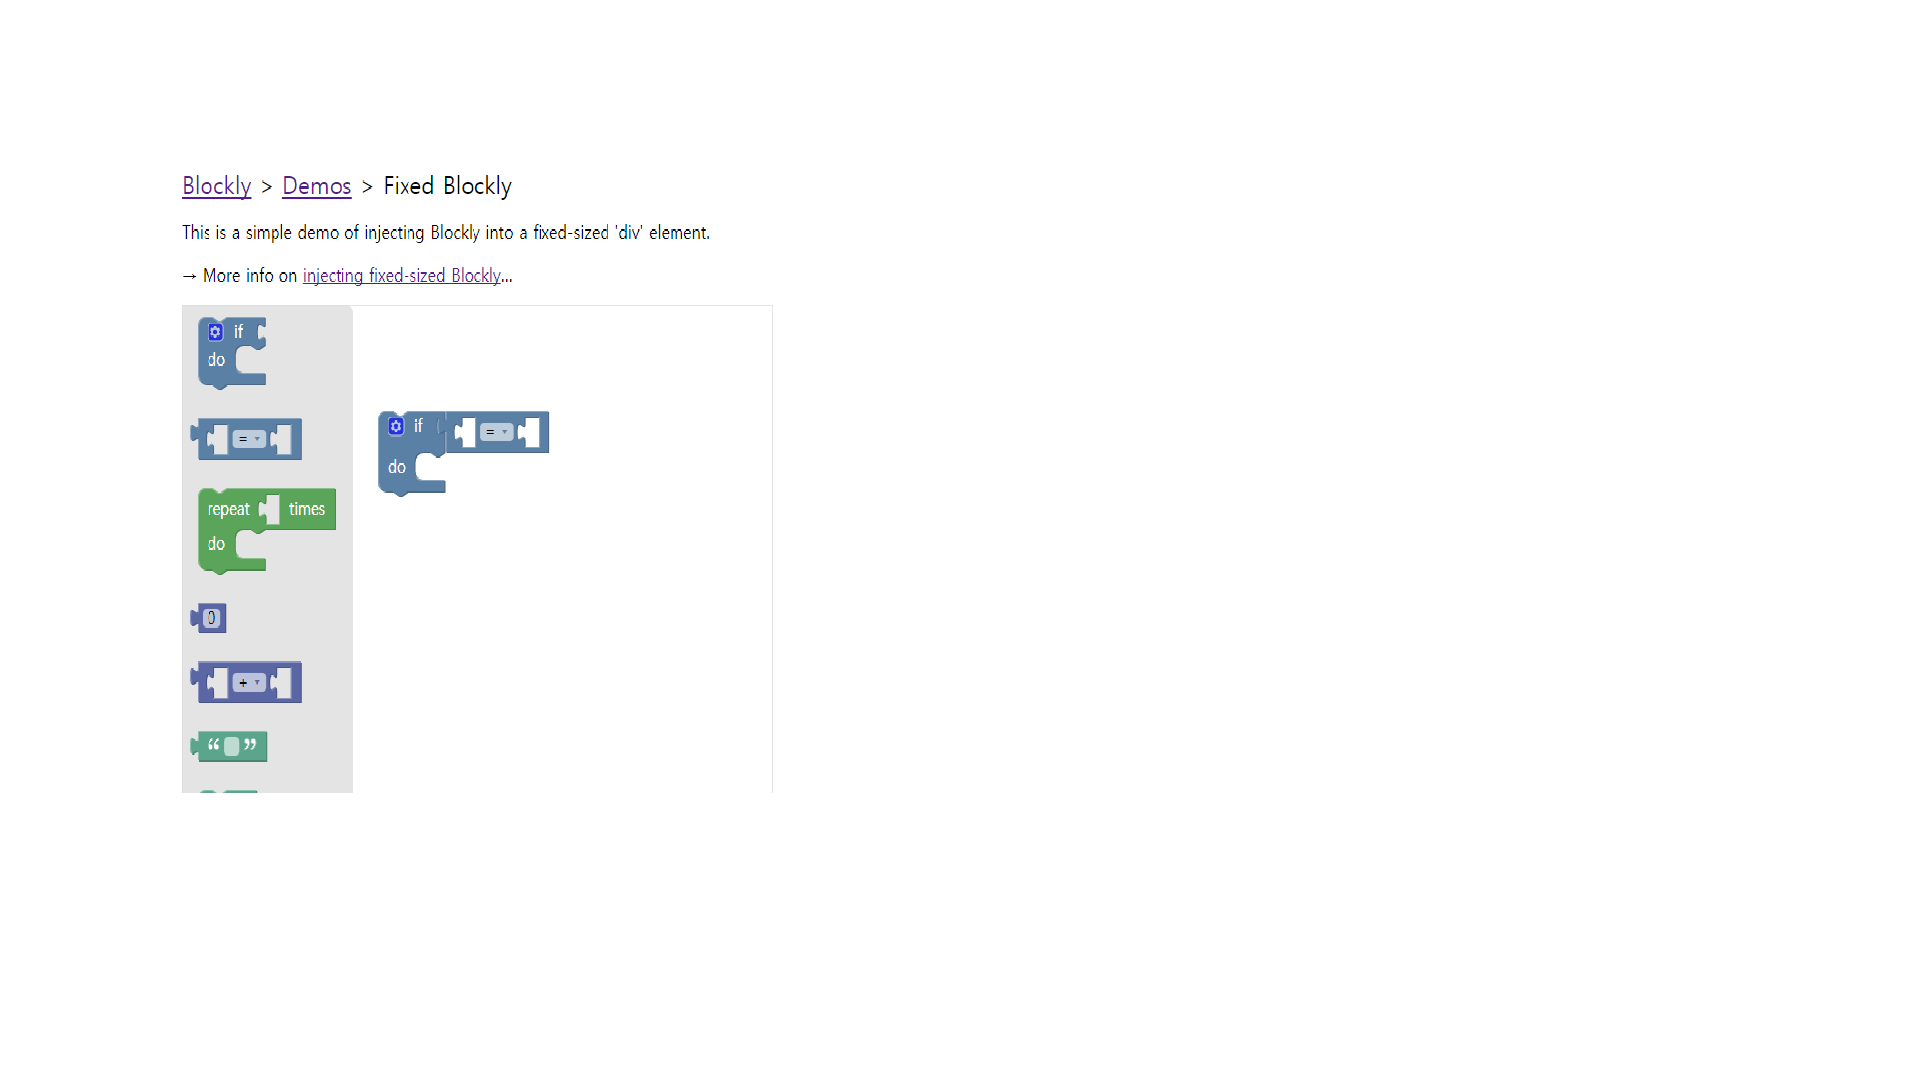 Blockly > Demos > Fixed Blockly
This is a simple demo of injecting Blockly into a fixed-sized 'div' element.
→ More info on injecting fixed-sized Blockly...
if
do
=
repeat times
do
0
+
“ ”
if =
do